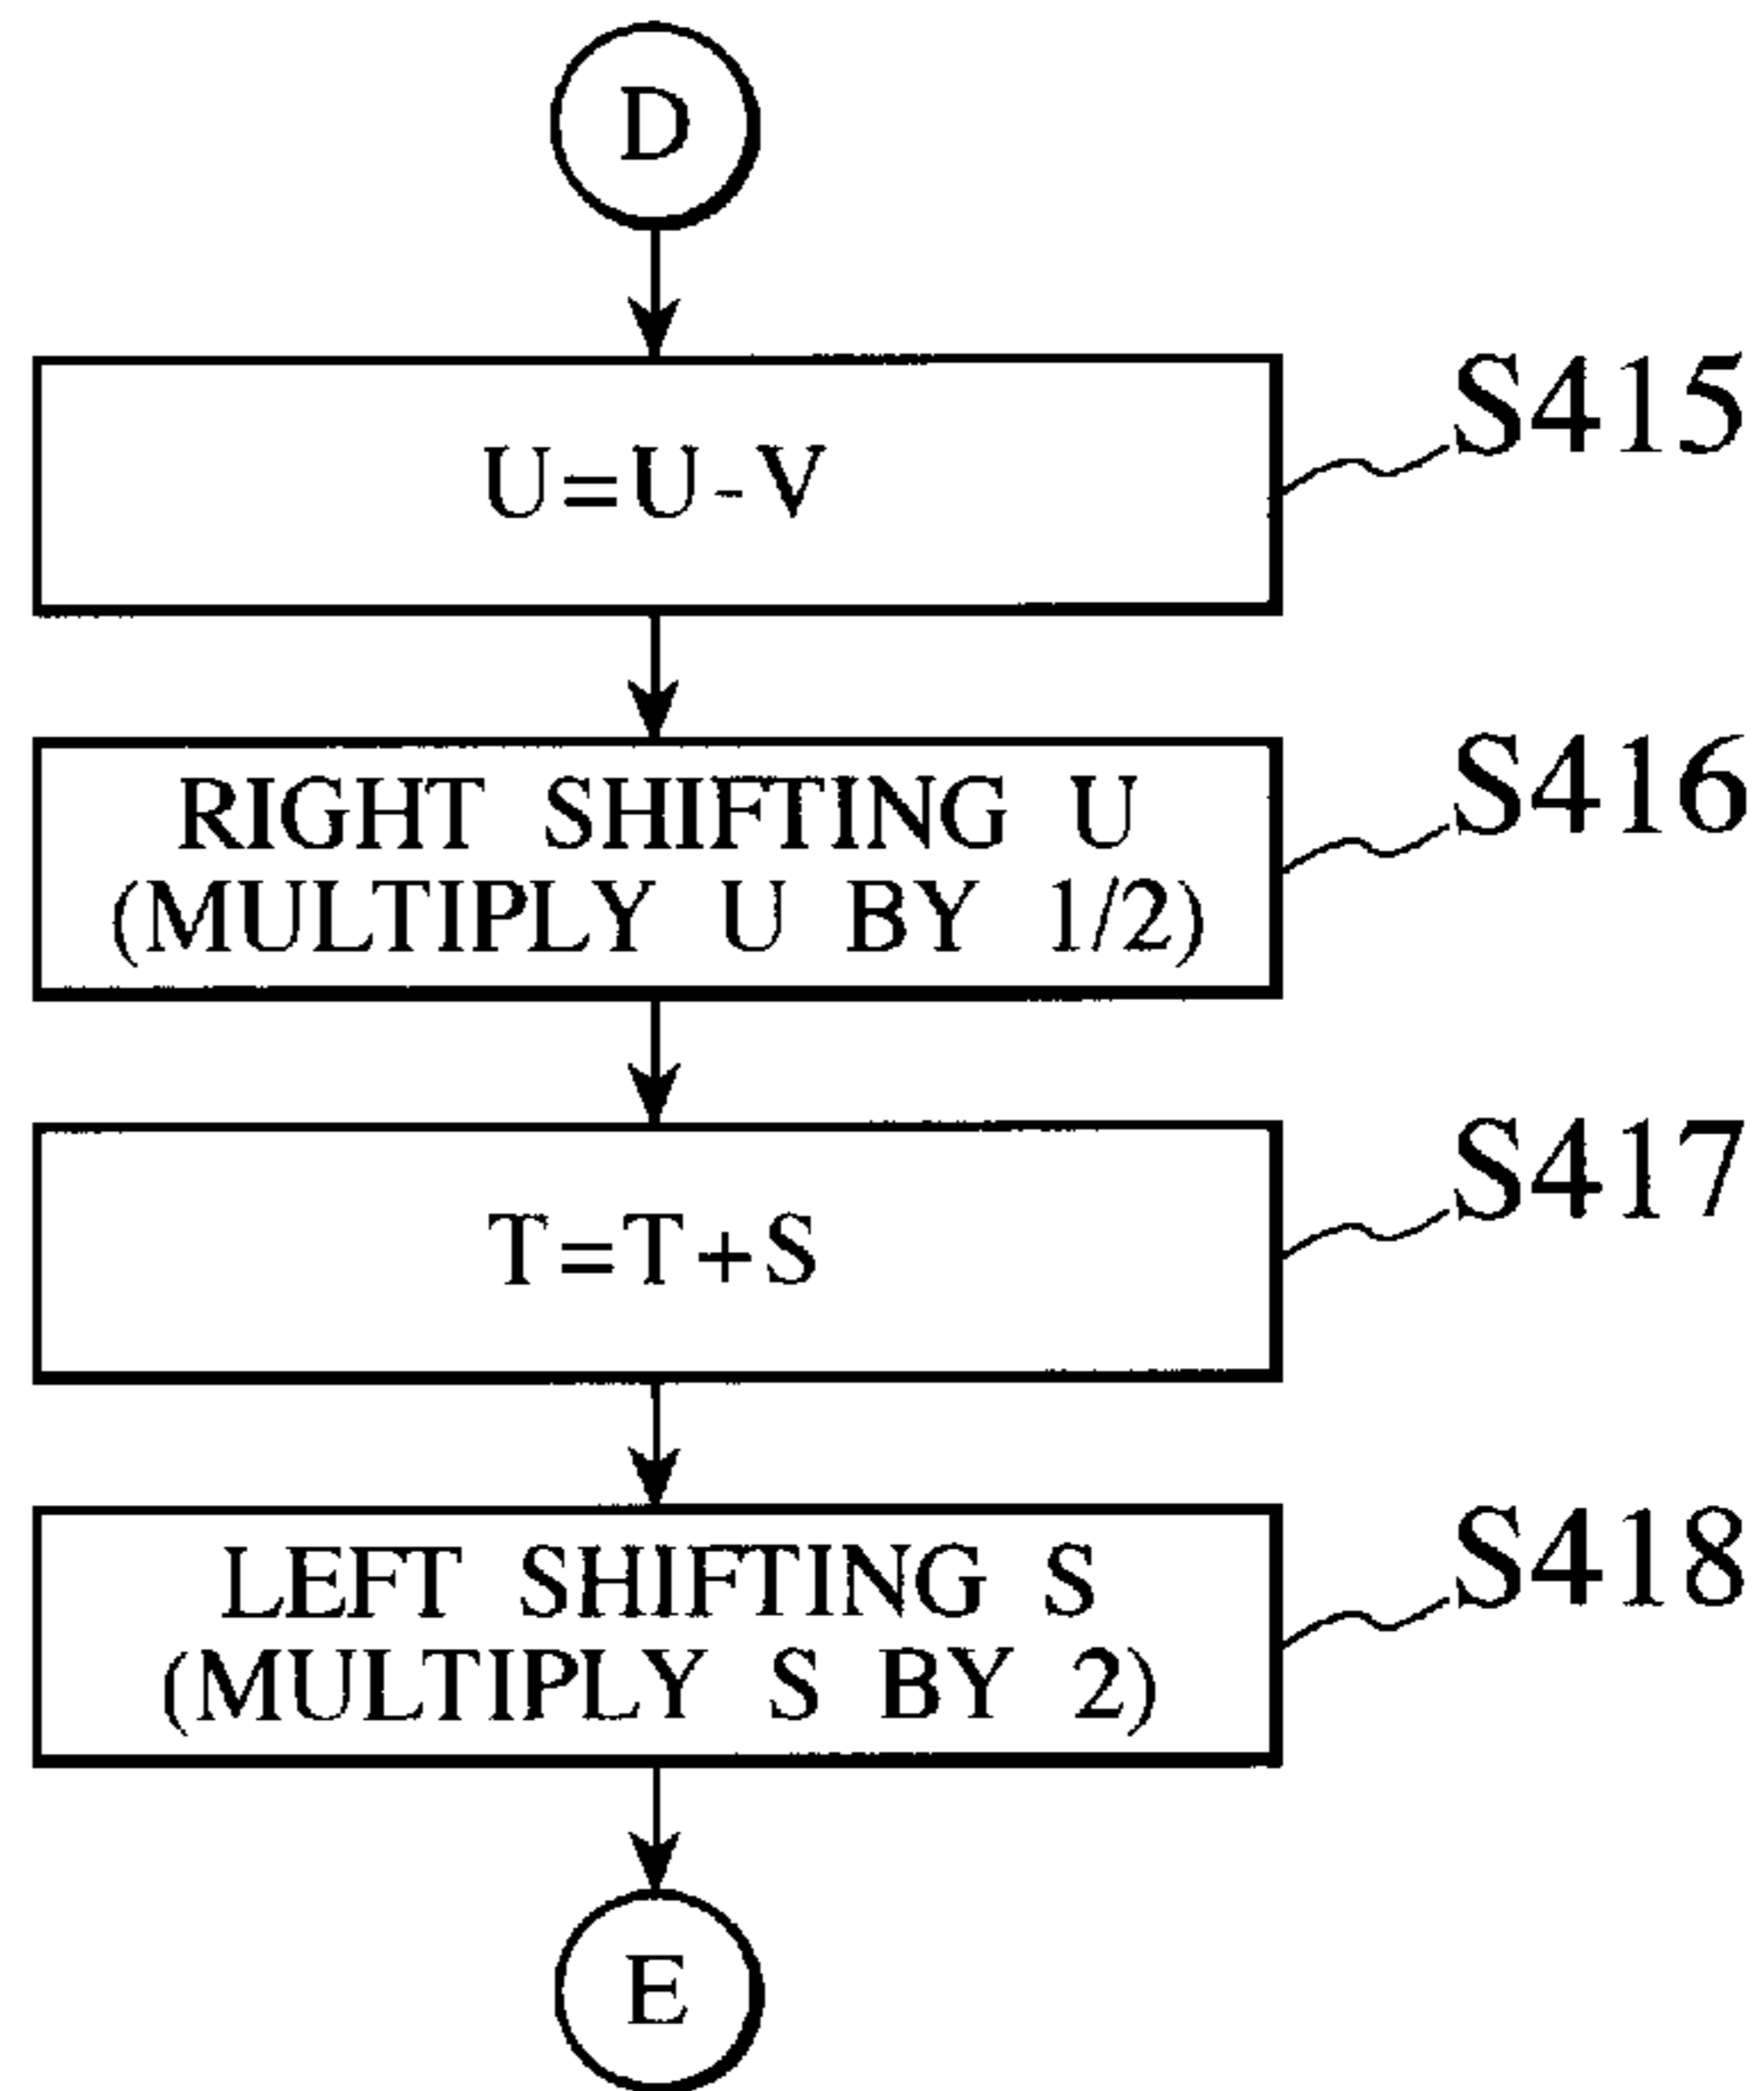 D
U=U-V
S415
RIGHT SHIFTING U
(MULTIPLY U BY 1/2)
S416
T=T+S
S417
LEFT SHIFTING S
(MULTIPLY S BY 2)
S418
E